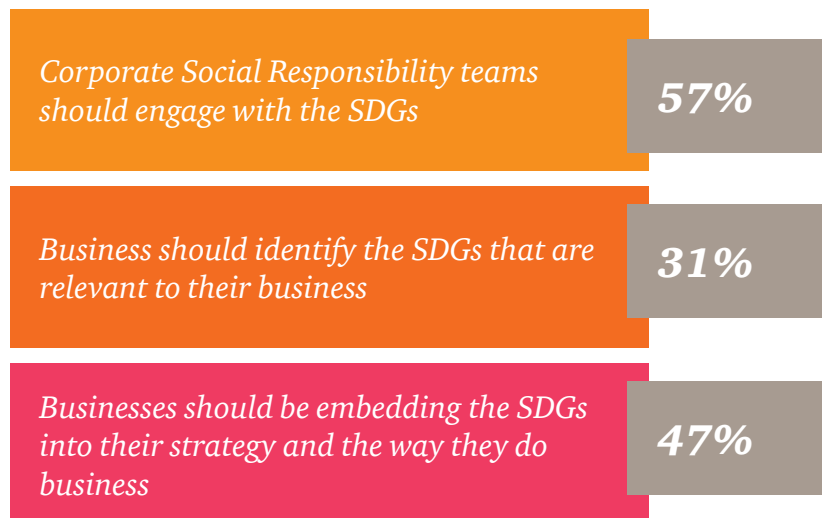 Corporate Social Responsibility teams
should engage with the SDGs
57%
Business should identify the SDGs that are
relevant to their business
31%
Businesses should be embedding the SDGs
into their strategy and the way they do
business
47%